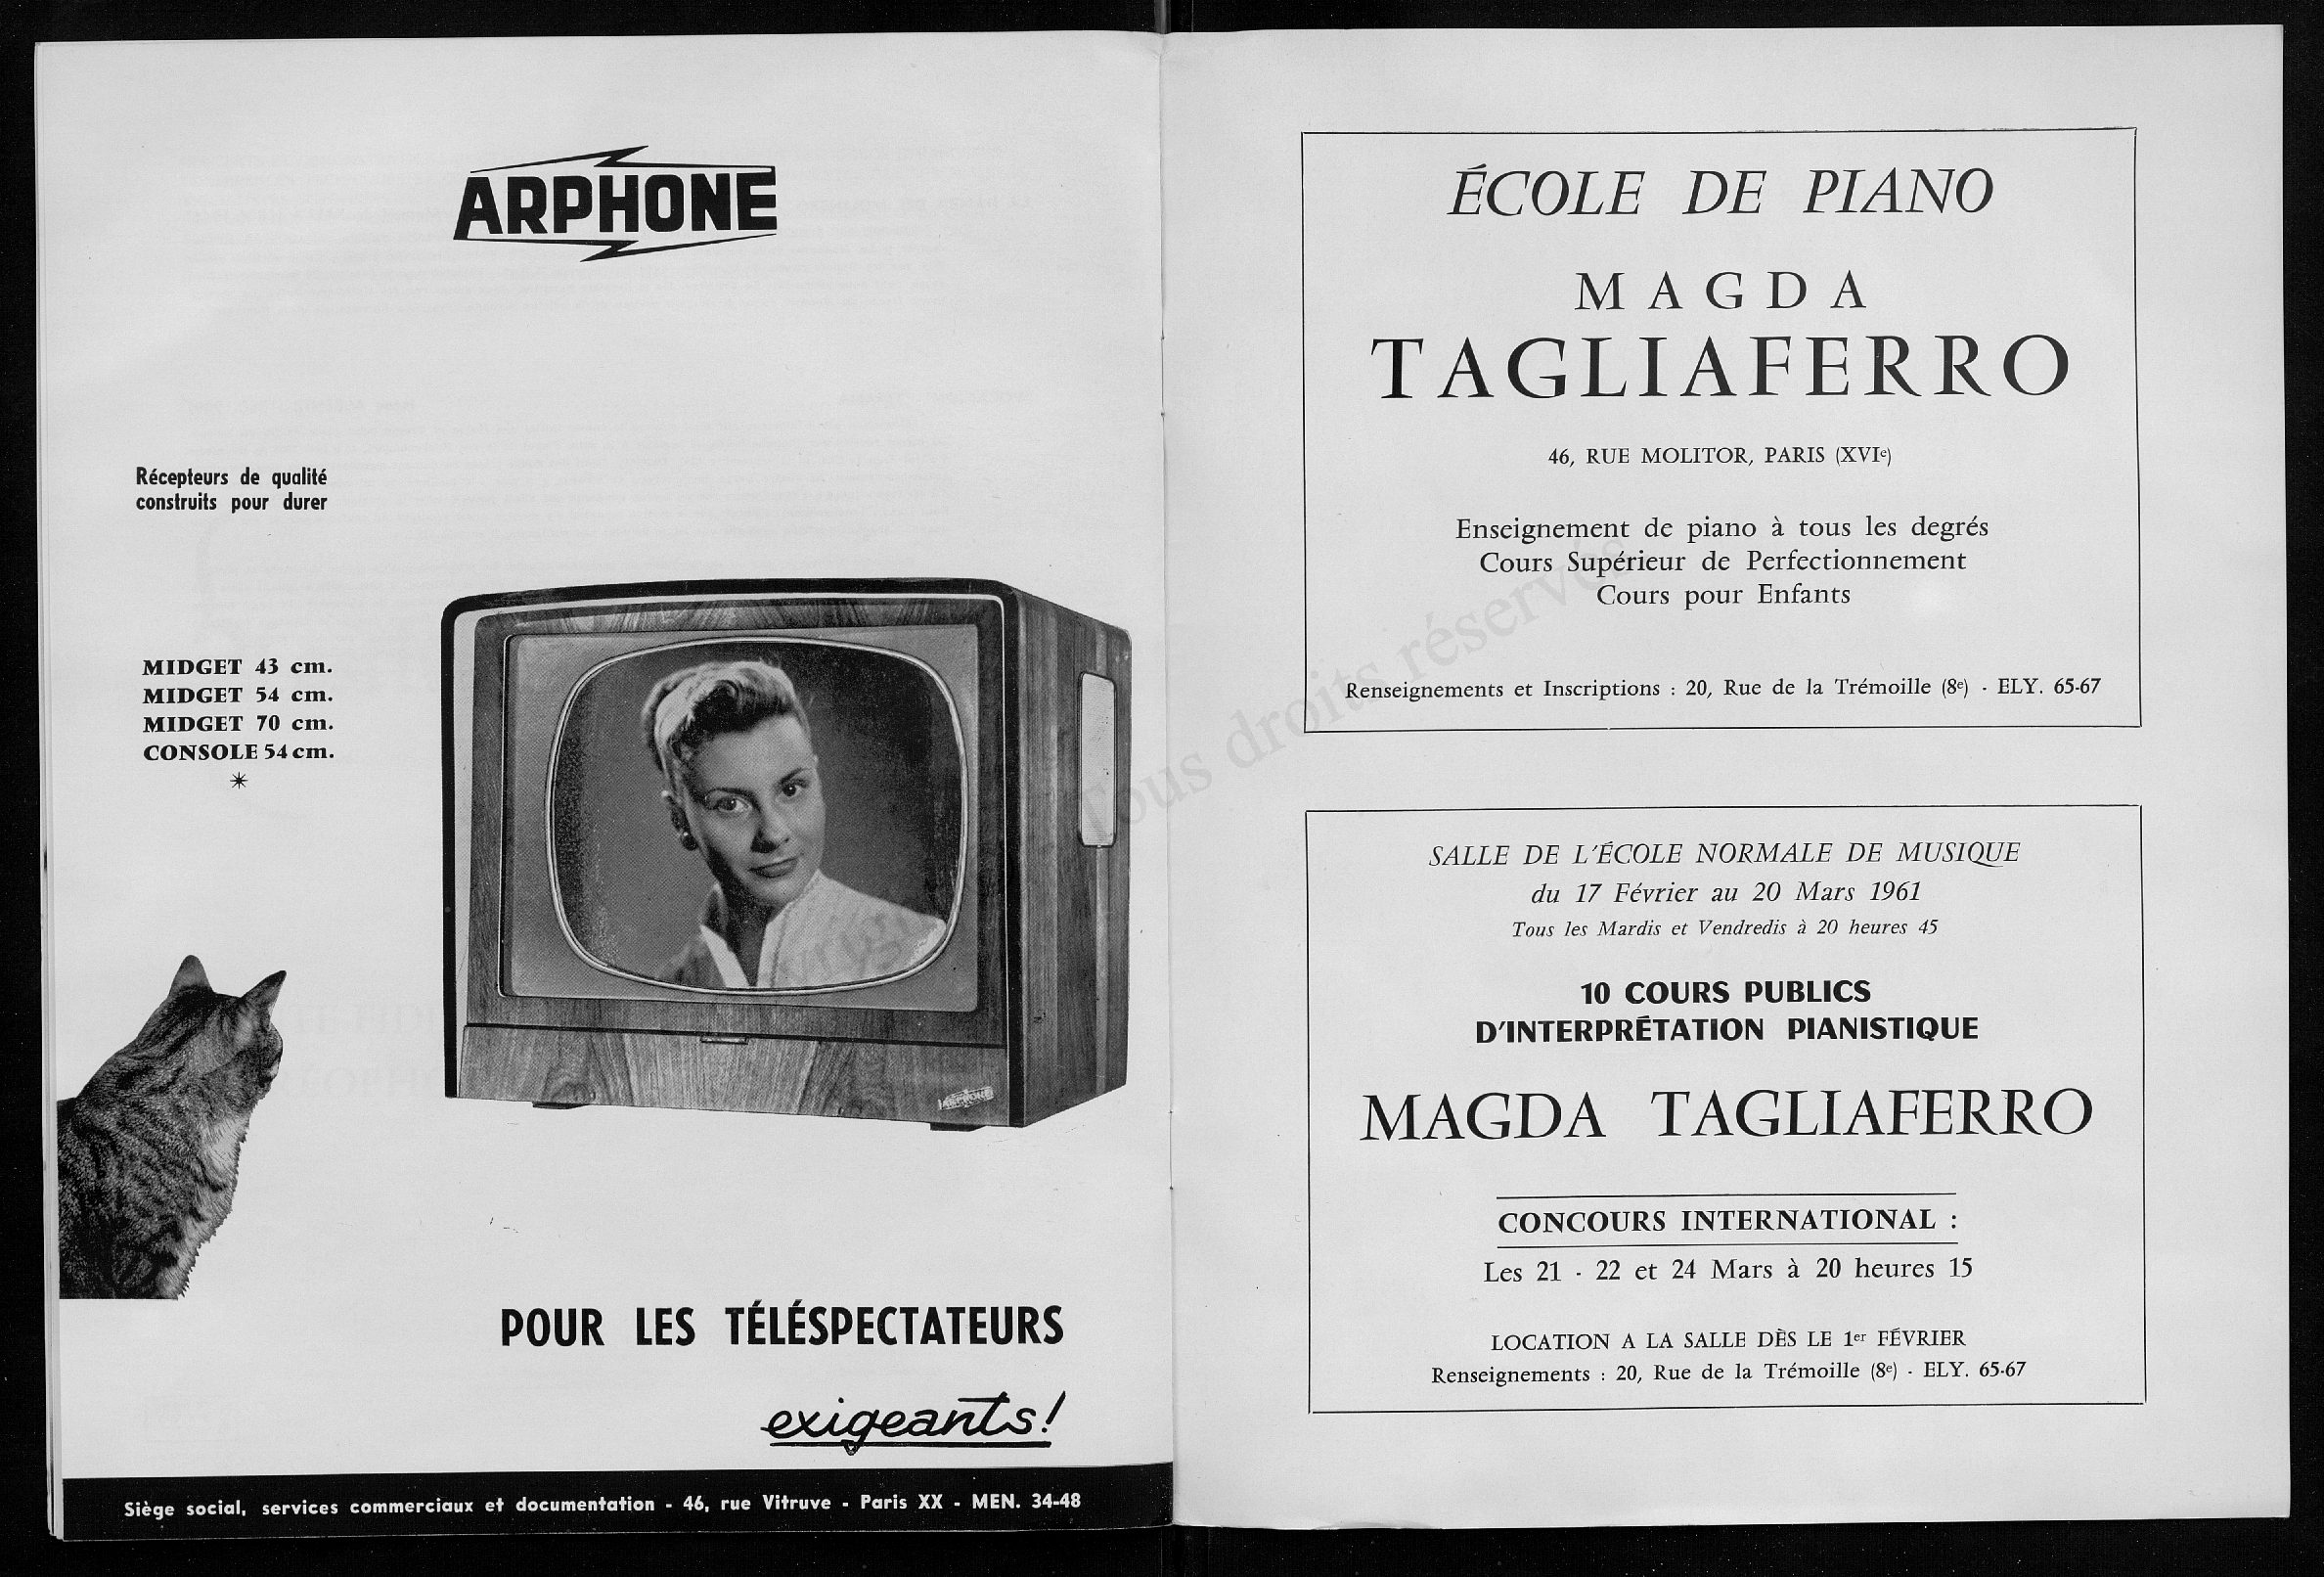 ARPHONE
Récepteurs de qualité
construits pour durer
MIDGET 43 cm.
MIDGET 54 cm.
MIDGET 70 cm.
CONSOLE 54 cm.
*
ARPHONE
POUR LES TÉLÉSPECTATEURS
exigeants!
Siège social, services commerciaux et documentation - 46, rue Vitruve - Paris XX - MEN. 34-48
ÉCOLE DE PIANO
MAGDA
TAGLIAFERRO
46, RUE MOLITOR, PARIS (XVIe)
Enseignement de piano à tous les degrés
Cours Supérieur de Perfectionnement
Cours pour Enfants
Renseignements et Inscriptions : 20, Rue de la Trémoille (8e) - ELY. 65-67
SALLE DE L'ÉCOLE NORMALE DE MUSIQUE
du 17 Février au 20 Mars 1961
Tous les Mardis et Vendredis à 20 heures 45
10 COURS PUBLICS
D'INTERPRÉTATION PIANISTIQUE
MAGDA TAGLIAFERRO
CONCOURS INTERNATIONAL :
Les 21 - 22 et 24 Mars à 20 heures 15
LOCATION A LA SALLE DÈS LE 1er FÉVRIER
Renseignements : 20, Rue de la Trémoille (8e) - ELY. 65-67
Tous droits réservés